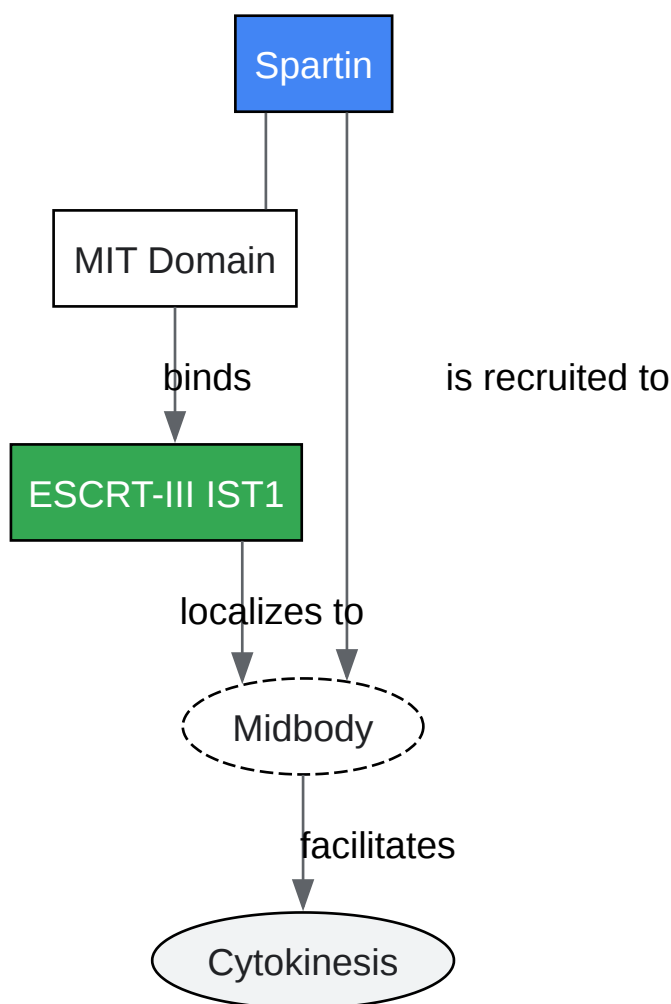 Spartin
MIT Domain
binds
is recruited to
ESCRT-III IST1
localizes to
Midbody
facilitates
Cytokinesis